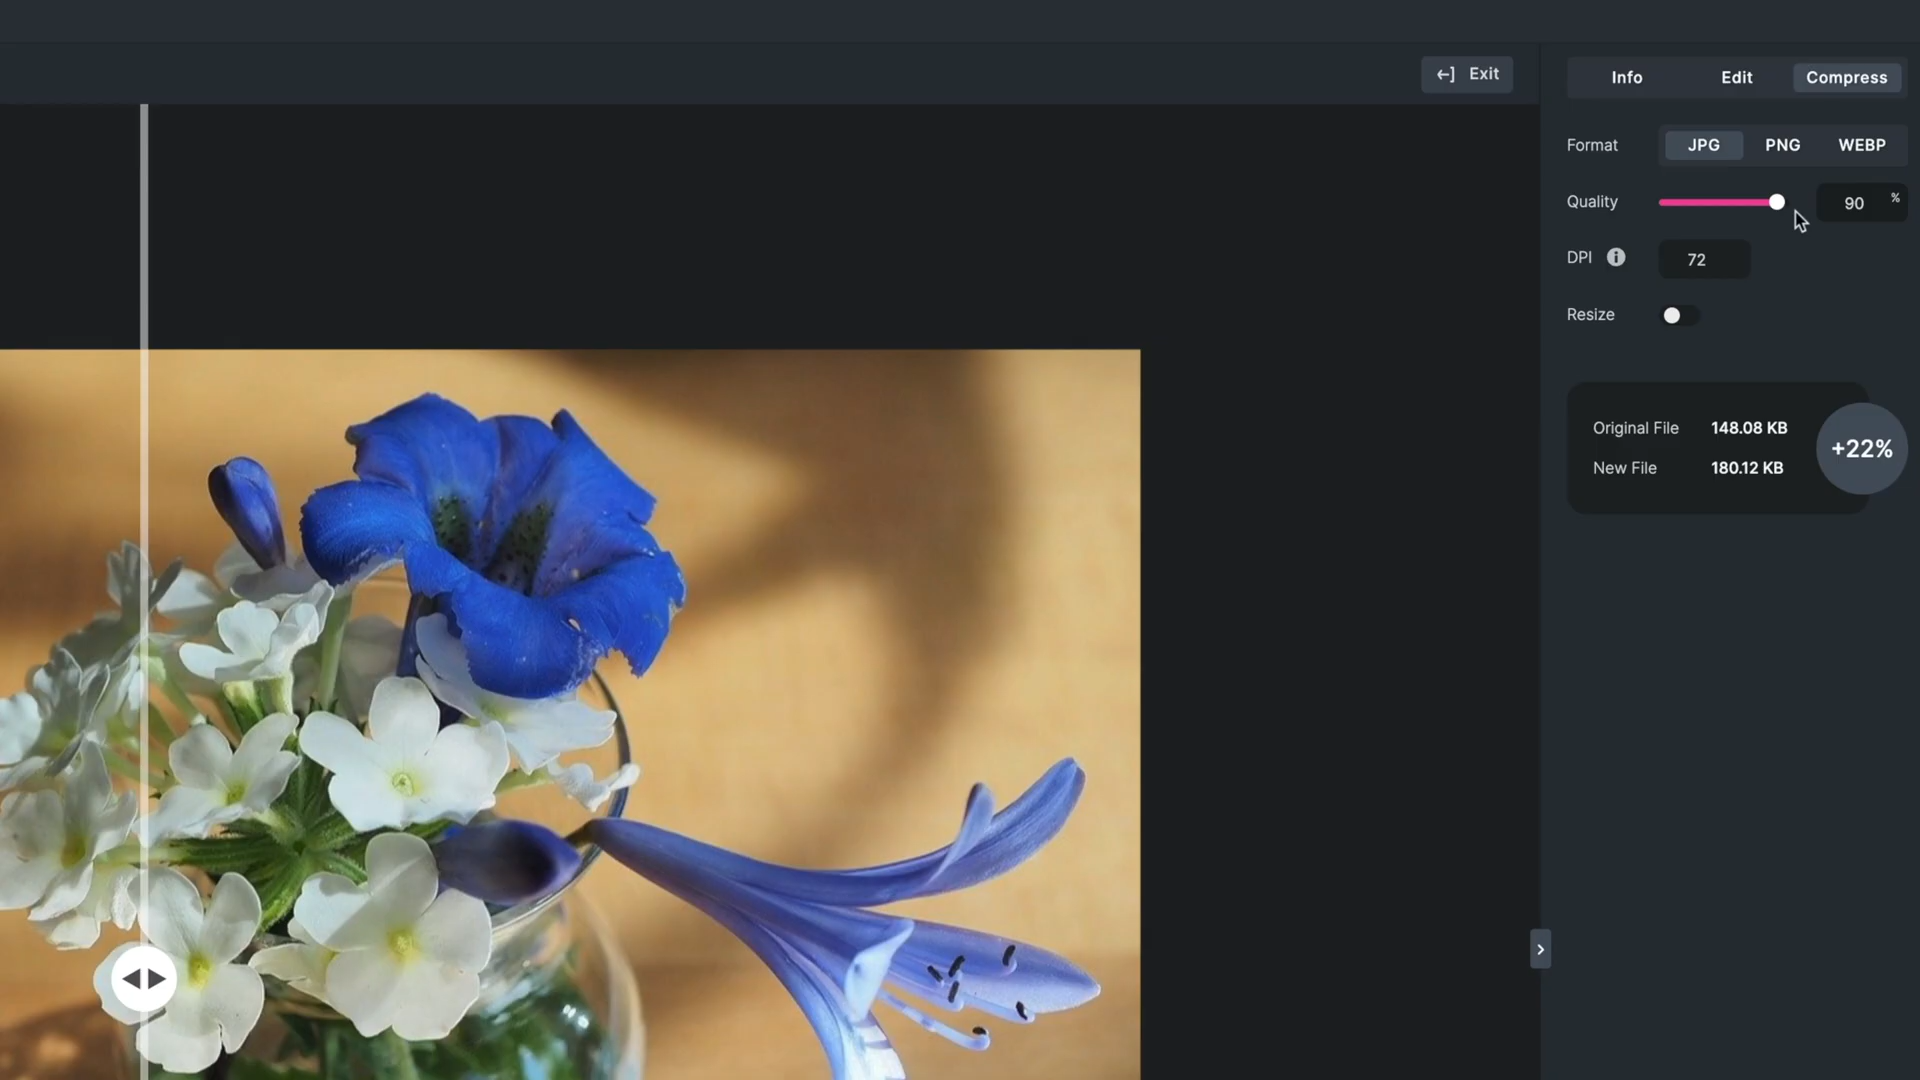 Exit
Info Edit Compress
Format JPG PNG WEBP
Quality 90 %
DPI 72
Resize
Original File 148.08 KB
New File 180.12 KB
+22%